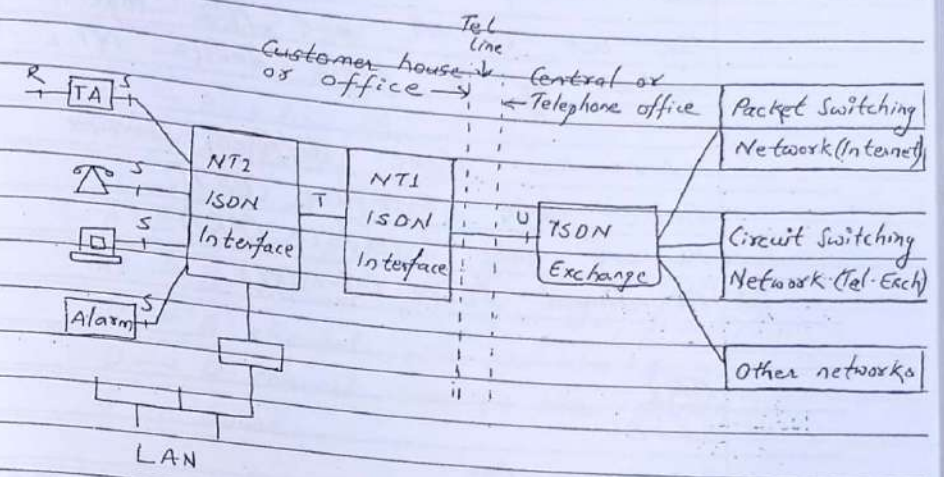 Tel
line
Customer house
or office →
Central or
← Telephone office
R
TA
S
S
S
S
Alarm
NT2
ISDN
Interface
T
NT1
ISDN
Interface
U
ISDN
Exchange
Packet Switching
Network (Internet)
Circuit Switching
Network (Tel. Exch)
Other networks
LAN